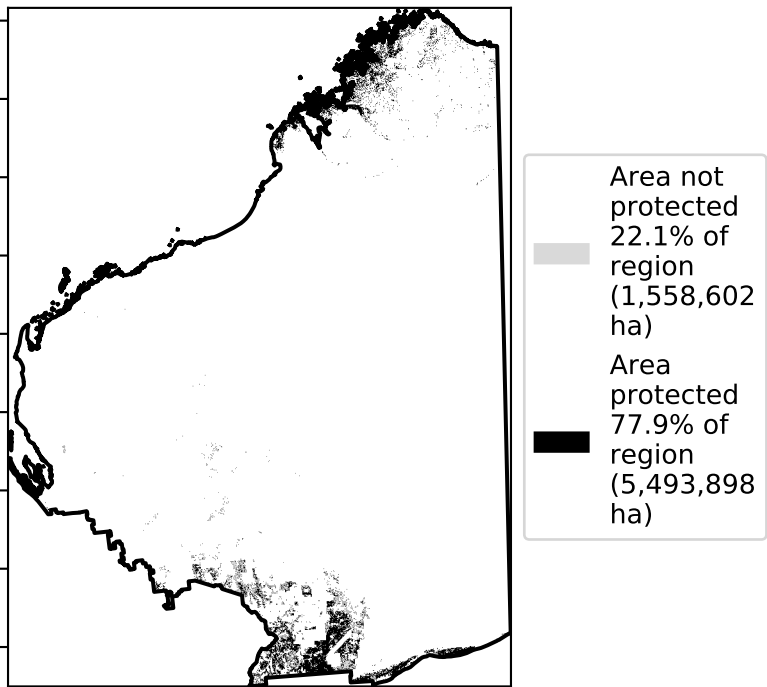 Area not
protected
22.1% of
region
(1,558,602
ha)
Area
protected
77.9% of
region
(5,493,898
ha)